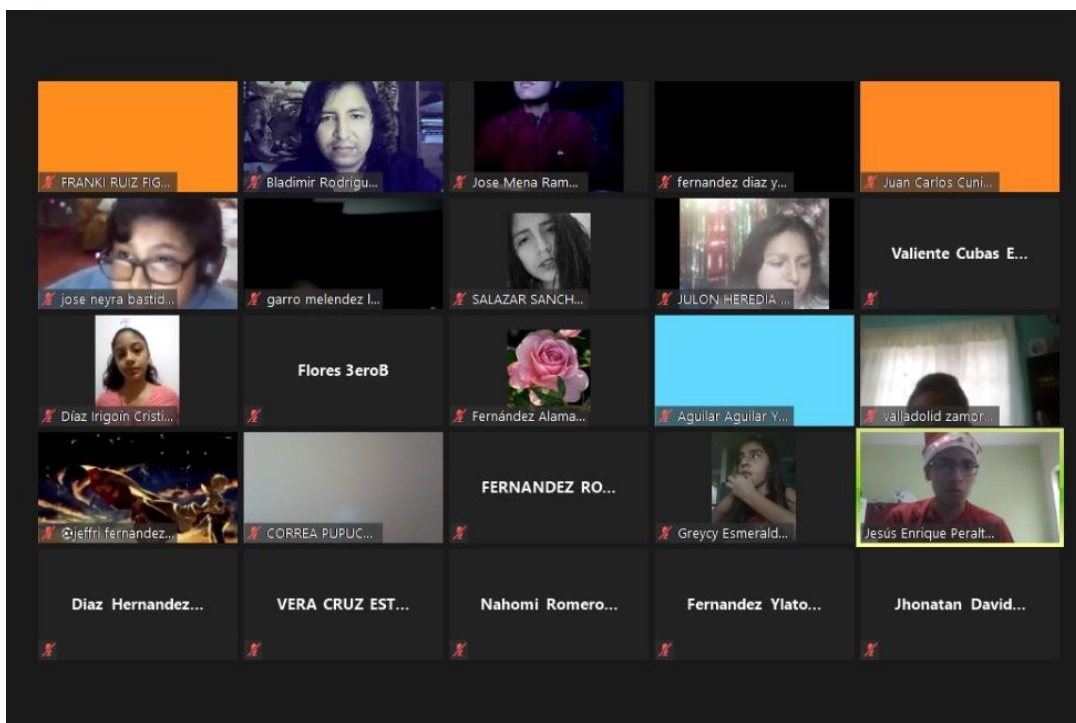 FRANKI RUIZ FIG...
Bladimir Rodrigu...
Jose Mena Ram...
fernandez diaz y...
Juan Carlos Cuni...
jose neyra bastid...
garro melendez l...
SALAZAR SANCH...
JULON HEREDIA ...
Valiente Cubas E...
Díaz Irigoín Cristi...
Flores 3eroB
Fernández Alama...
Aguilar Aguilar Y...
valladolid zamor...
jeffri fernandez...
CORREA PUPUC...
FERNANDEZ RO...
Greycy Esmerald...
Jesús Enrique Peralt...
Diaz Hernandez...
VERA CRUZ EST...
Nahomi Romero...
Fernandez Ylato...
Jhonatan David...